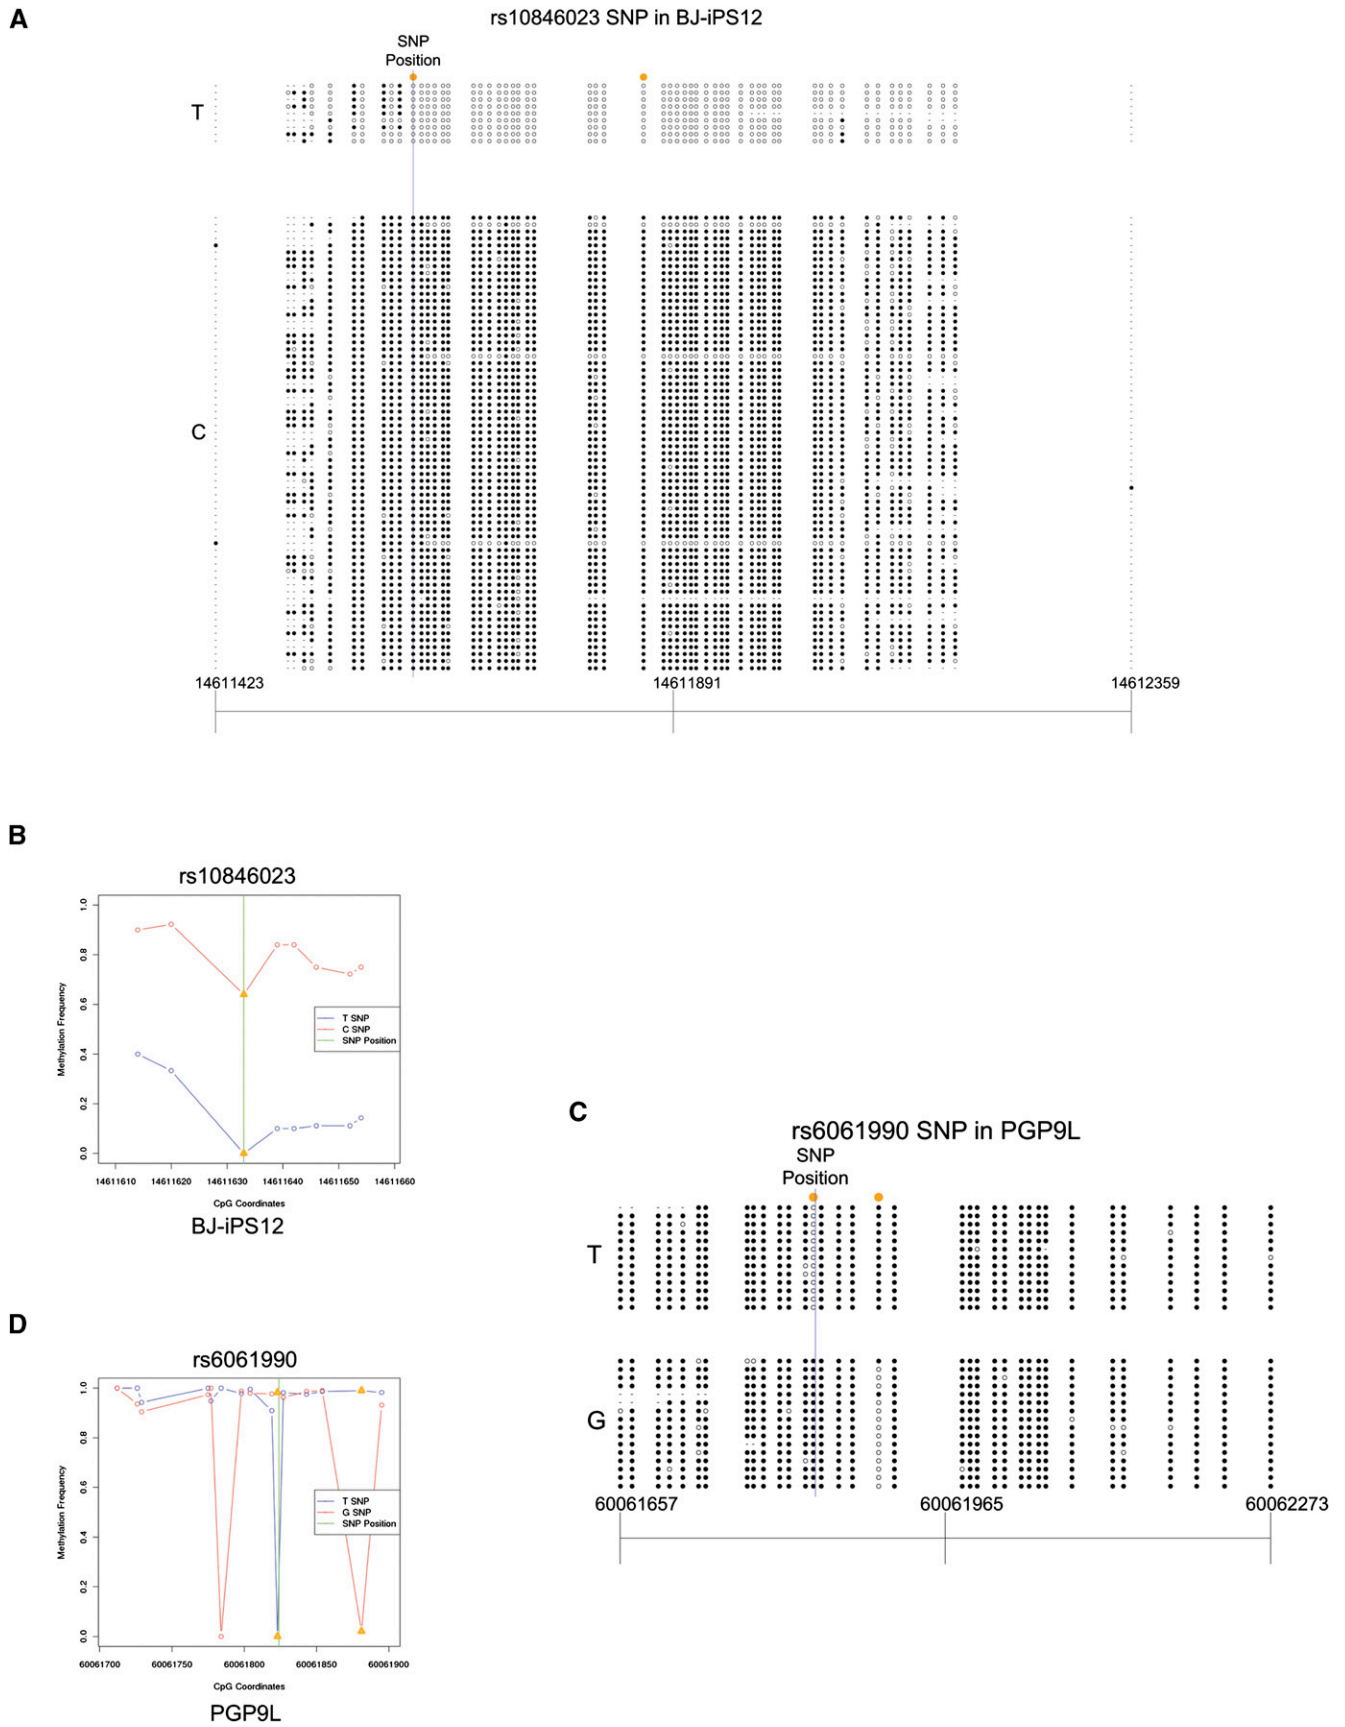 A
rs10846023 SNP in BJ-iPS12
SNP
Position
T
C
14611423 14611891 14612359
B
rs10846023
1.0
0.8
0.6
0.4
0.2
0.0
Methylation Frequency
T SNP
C SNP
SNP Position
14611610 14611620 14611630 14611640 14611650 14611660
CpG Coordinates
BJ-iPS12
C
rs6061990 SNP in PGP9L
SNP
Position
T
G
60061657 60061965 60062273
D
rs6061990
1.0
0.8
0.6
0.4
0.2
0.0
Methylation Frequency
T SNP
G SNP
SNP Position
60061700 60061750 60061800 60061850 60061900
CpG Coordinates
PGP9L